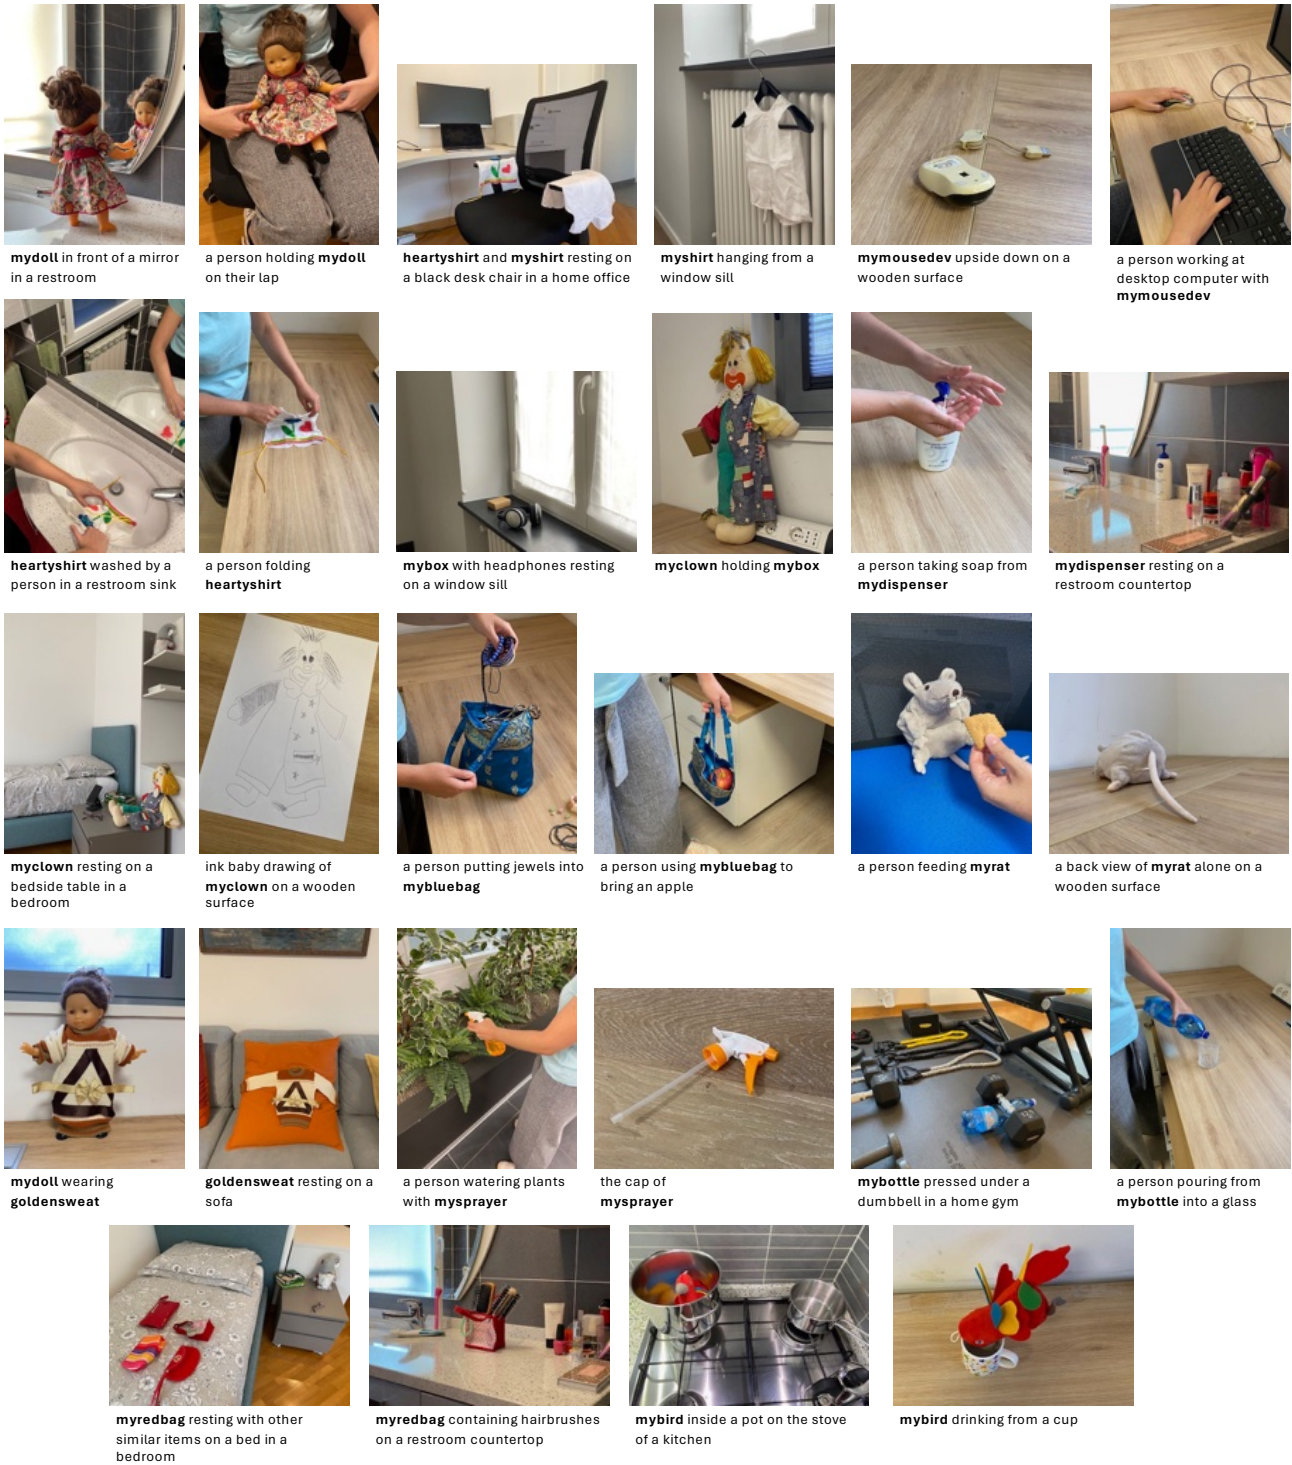 mydoll in front of a mirror
in a restroom
a person holding mydoll
on their lap
heartyshirt and myshirt resting on
a black desk chair in a home office
myshirt hanging from a
window sill
mymousedev upside down on a
wooden surface
a person working at
desktop computer with
mymousedev
heartyshirt washed by a
person in a restroom sink
a person folding
heartyshirt
mybox with headphones resting
on a window sill
myclown holding mybox
a person taking soap from
mydispenser
mydispenser resting on a
restroom countertop
myclown resting on a
bedside table in a
bedroom
ink baby drawing of
myclown on a wooden
surface
a person putting jewels into
mybluebag
a person using mybluebag to
bring an apple
a person feeding myrat
a back view of myrat alone on a
wooden surface
mydoll wearing
goldensweat
goldensweat resting on a
sofa
a person watering plants
with mysprayer
the cap of
mysprayer
mybottle pressed under a
dumbbell in a home gym
a person pouring from
mybottle into a glass
myredbag resting with other
similar items on a bed in a
bedroom
myredbag containing hairbrushes
on a restroom countertop
mybird inside a pot on the stove
of a kitchen
mybird drinking from a cup